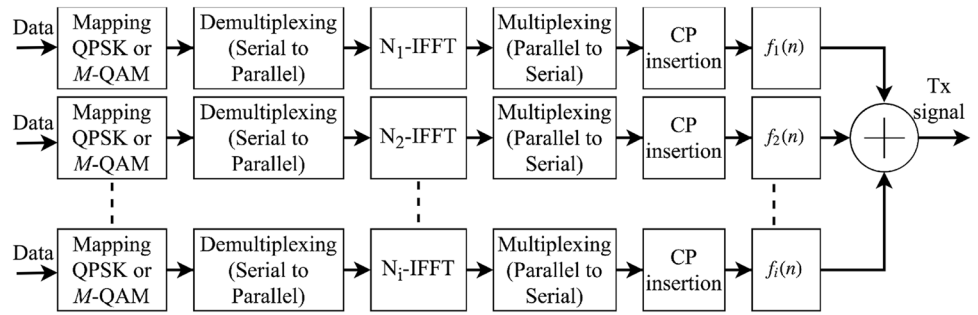 Data
Mapping
QPSK or
M-QAM
Demultiplexing
(Serial to
Parallel)
N₁-IFFT
Multiplexing
(Parallel to
Serial)
CP
insertion
f₁(n)
Tx
signal
Data
Mapping
QPSK or
M-QAM
Demultiplexing
(Serial to
Parallel)
N₂-IFFT
Multiplexing
(Parallel to
Serial)
CP
insertion
f₂(n)
Data
Mapping
QPSK or
M-QAM
Demultiplexing
(Serial to
Parallel)
Nᵢ-IFFT
Multiplexing
(Parallel to
Serial)
CP
insertion
fᵢ(n)